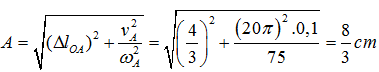 A = √((Δl_OA)² + v_A²/ω_A²) = √((4/3)² + (20π)².0,1/75) = 8/3 cm